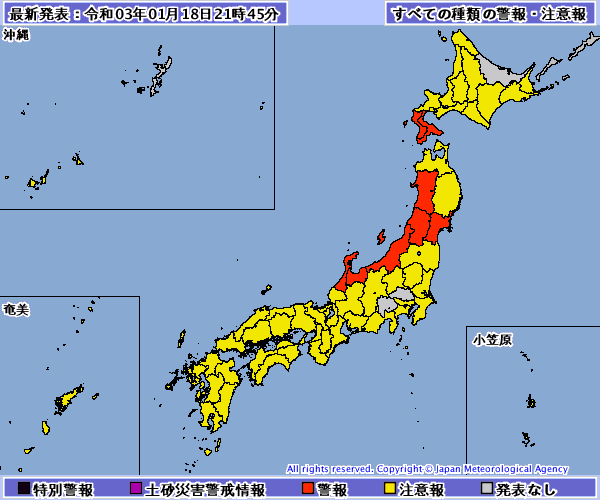 最新発表：令和03年01月18日21時45分
すべての種類の警報・注意報
沖縄
奄美
小笠原
All rights reserved. Copyright © Japan Meteorological Agency
特別警報
土砂災害警戒情報
警報
注意報
発表なし